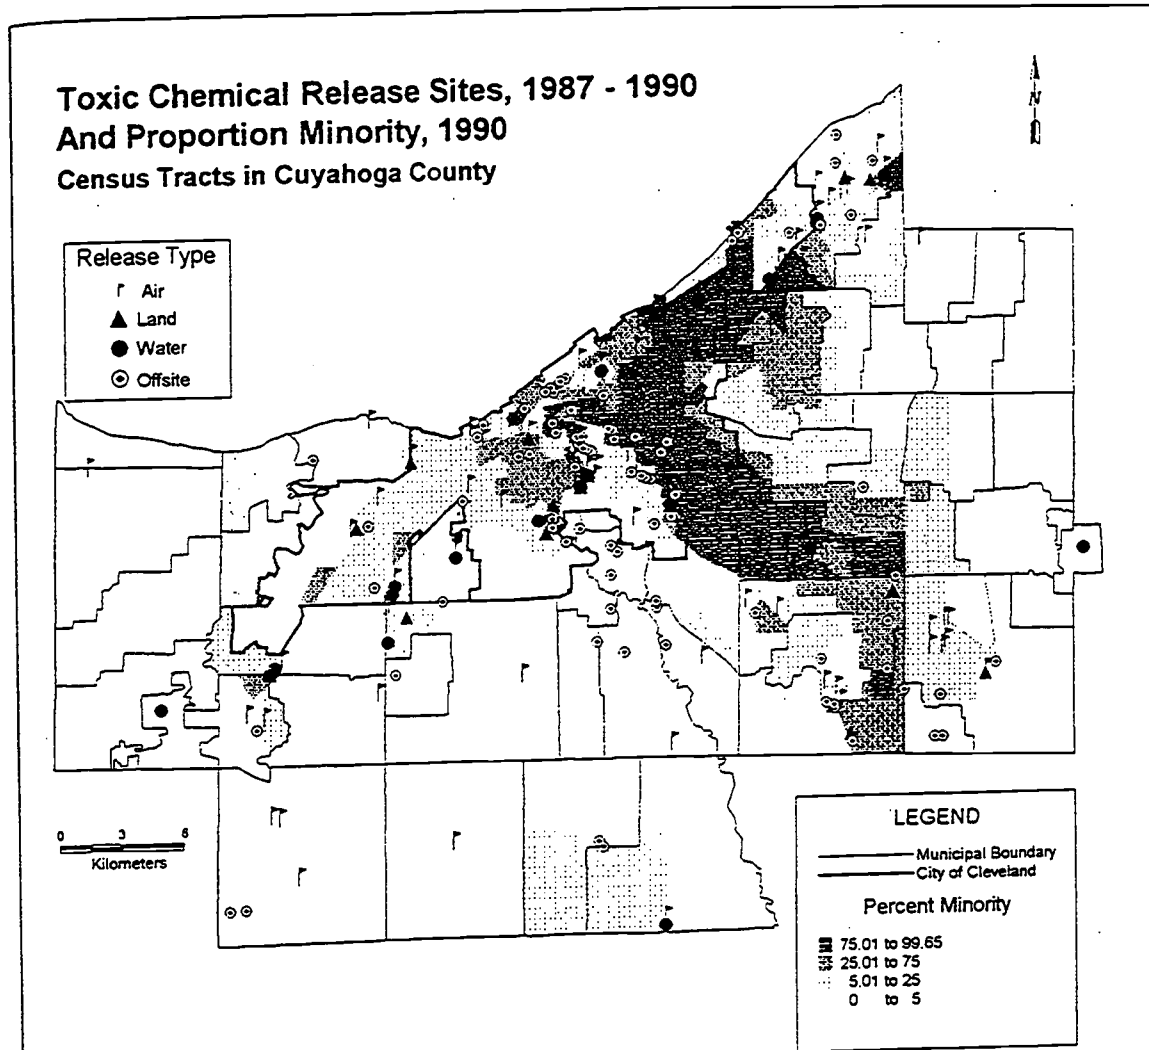 Toxic Chemical Release Sites, 1987 - 1990
And Proportion Minority, 1990
Census Tracts in Cuyahoga County
N
Release Type
Air
Land
Water
Offsite
0 3 6
Kilometers
LEGEND
Municipal Boundary
City of Cleveland
Percent Minority
75.01 to 99.65
25.01 to 75
5.01 to 25
0 to 5